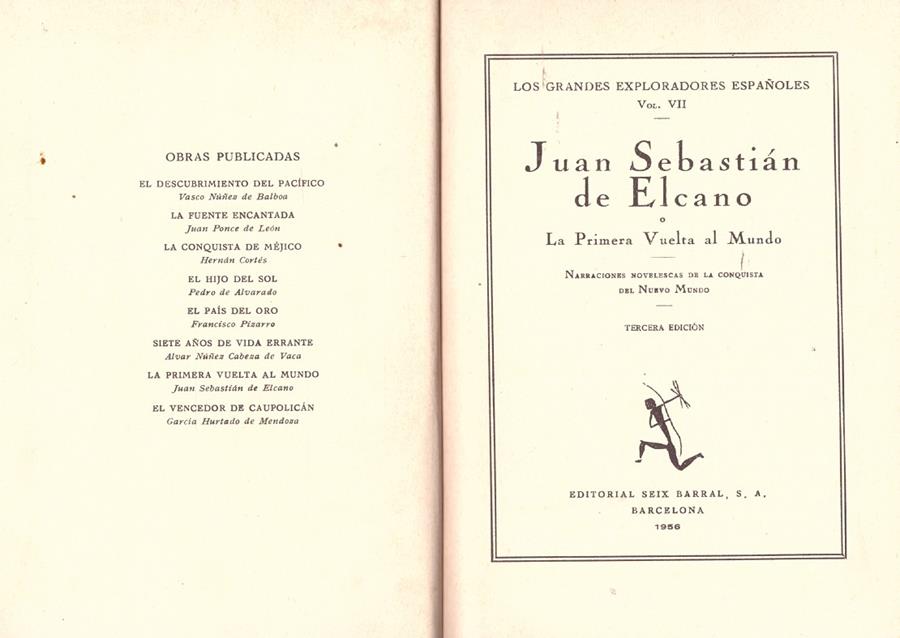 OBRAS PUBLICADAS
EL DESCUBRIMIENTO DEL PACÍFICO
Vasco Núñez de Balboa
LA FUENTE ENCANTADA
Juan Ponce de León
LA CONQUISTA DE MÉJICO
Hernán Cortés
EL HIJO DEL SOL
Pedro de Alvarado
EL PAÍS DEL ORO
Francisco Pizarro
SIETE AÑOS DE VIDA ERRANTE
Alvar Núñez Cabeza de Vaca
LA PRIMERA VUELTA AL MUNDO
Juan Sebastián de Elcano
EL VENCEDOR DE CAUPOLICÁN
García Hurtado de Mendoza
LOS GRANDES EXPLORADORES ESPAÑOLES
VOL. VII
Juan Sebastián
de Elcano
o
La Primera Vuelta al Mundo
NARRACIONES NOVELESCAS DE LA CONQUISTA
DEL NUEVO MUNDO
TERCERA EDICIÓN
EDITORIAL SEIX BARRAL, S. A.
BARCELONA
1956